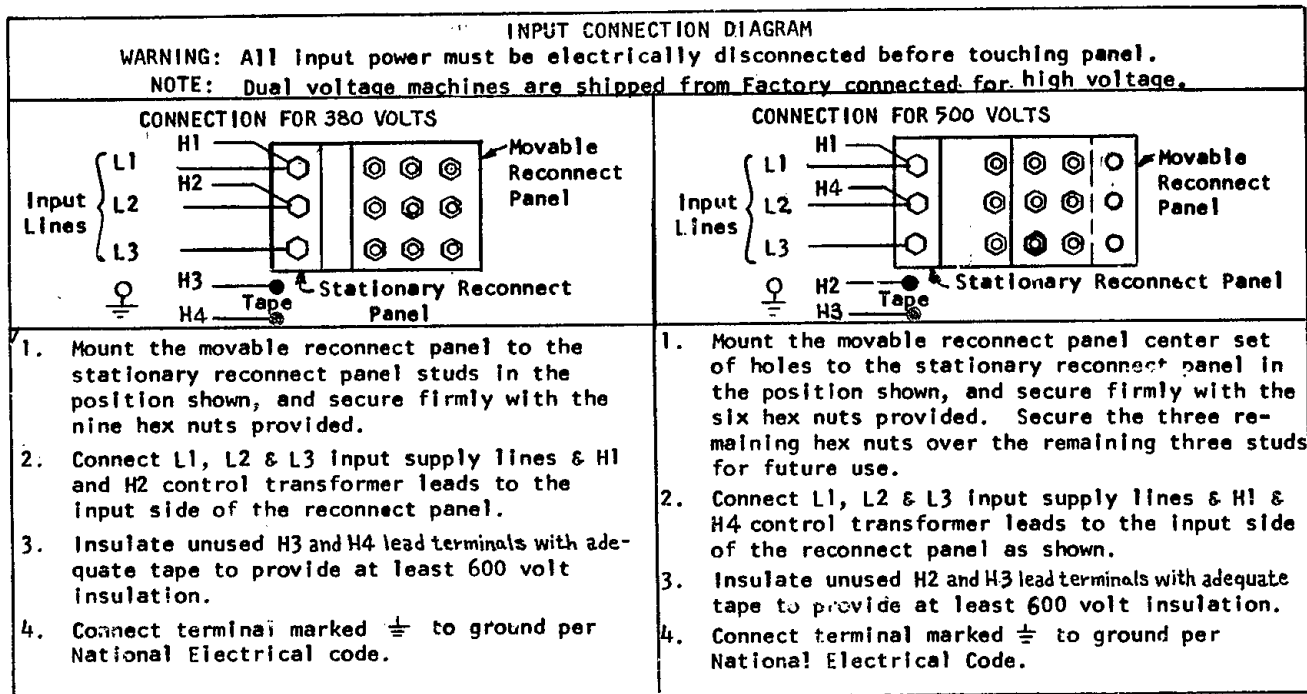 INPUT CONNECTION DIAGRAM
WARNING: All input power must be electrically disconnected before touching panel.
NOTE: Dual voltage machines are shipped from Factory connected for high voltage.
CONNECTION FOR 380 VOLTS
H1
L1
H2
Input
Lines
L2
L3
H3
Tape
H4
Movable
Reconnect
Panel
Stationary Reconnect
Panel
1. Mount the movable reconnect panel to the
stationary reconnect panel studs in the
position shown, and secure firmly with the
nine hex nuts provided.
2. Connect L1, L2 & L3 input supply lines & H1
and H2 control transformer leads to the
input side of the reconnect panel.
3. Insulate unused H3 and H4 lead terminals with ade-
quate tape to provide at least 600 volt
insulation.
4. Connect terminal marked ⏚ to ground per
National Electrical code.
CONNECTION FOR 500 VOLTS
H1
L1
H4
Input
Lines
L2
L3
H2
Tape
H3
Movable
Reconnect
Panel
Stationary Reconnect Panel
1. Mount the movable reconnect panel center set
of holes to the stationary reconnect panel in
the position shown, and secure firmly with the
six hex nuts provided. Secure the three re-
maining hex nuts over the remaining three studs
for future use.
2. Connect L1, L2 & L3 input supply lines & H1 &
H4 control transformer leads to the input side
of the reconnect panel as shown.
3. Insulate unused H2 and H3 lead terminals with adequate
tape to provide at least 600 volt insulation.
4. Connect terminal marked ⏚ to ground per
National Electrical Code.